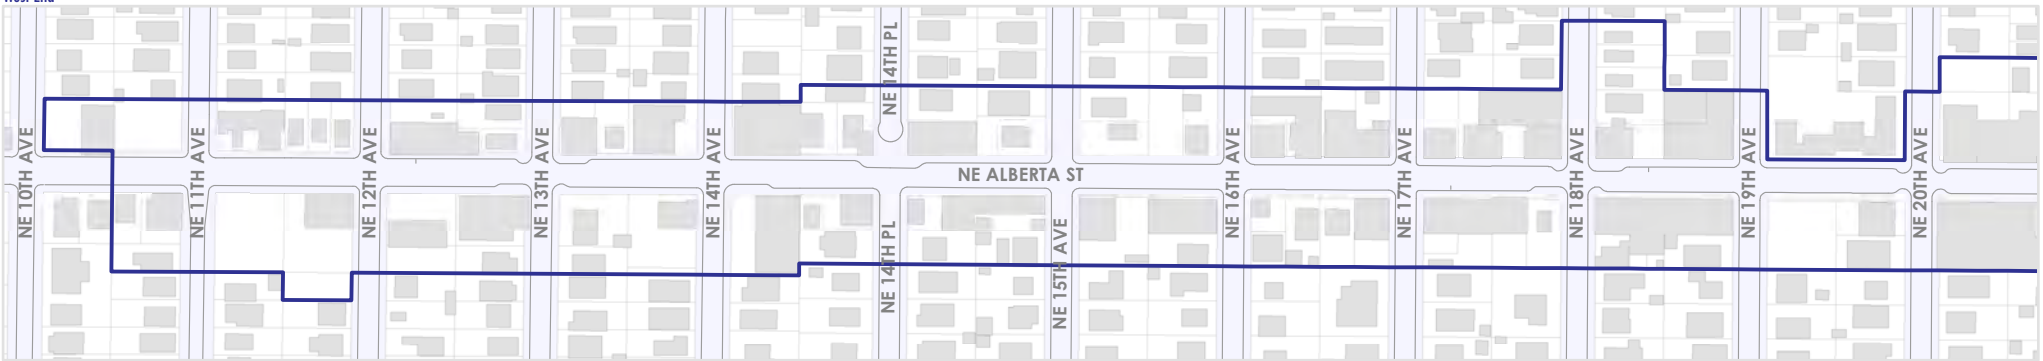 West End
NE 10TH AVE
NE 11TH AVE
NE 12TH AVE
NE 13TH AVE
NE 14TH AVE
NE 14TH PL
NE 14TH PL
NE 15TH AVE
NE ALBERTA ST
NE 16TH AVE
NE 17TH AVE
NE 18TH AVE
NE 19TH AVE
NE 20TH AVE